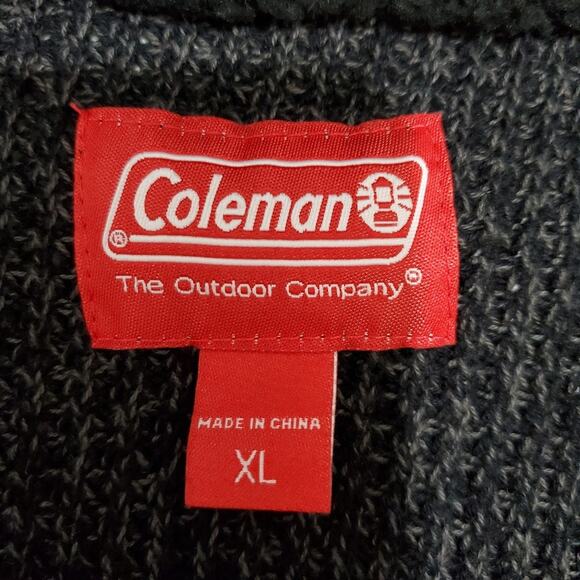 Coleman
®
The Outdoor Company®
MADE IN CHINA
XL